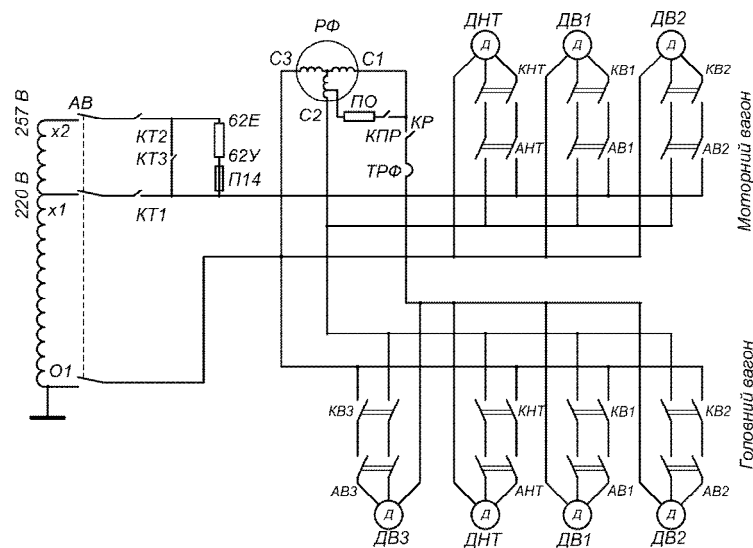 РФ
С3
С1
С2
ПО
КПР
КР
ТРФ
ДНТ
ДВ1
ДВ2
Д
Д
Д
КНТ
КВ1
КВ2
АНТ
АВ1
АВ2
Моторний вагон
257 В
220 В
АВ
х2
х1
О1
КТ2
КТ3
КТ1
62Е
62У
П14
КВ3
КНТ
КВ1
КВ2
АВ3
АНТ
АВ1
АВ2
Д
Д
Д
Д
ДВ3
ДНТ
ДВ1
ДВ2
Головний вагон